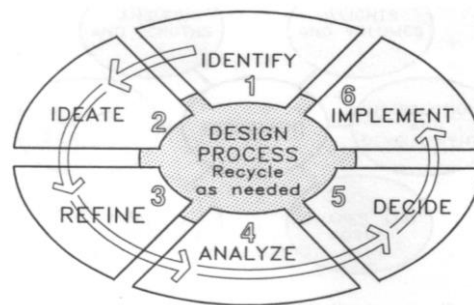 IDENTIFY
1
IDEATE
2
6
IMPLEMENT
DESIGN
PROCESS
Recycle
as needed
REFINE
3
5
DECIDE
4
ANALYZE